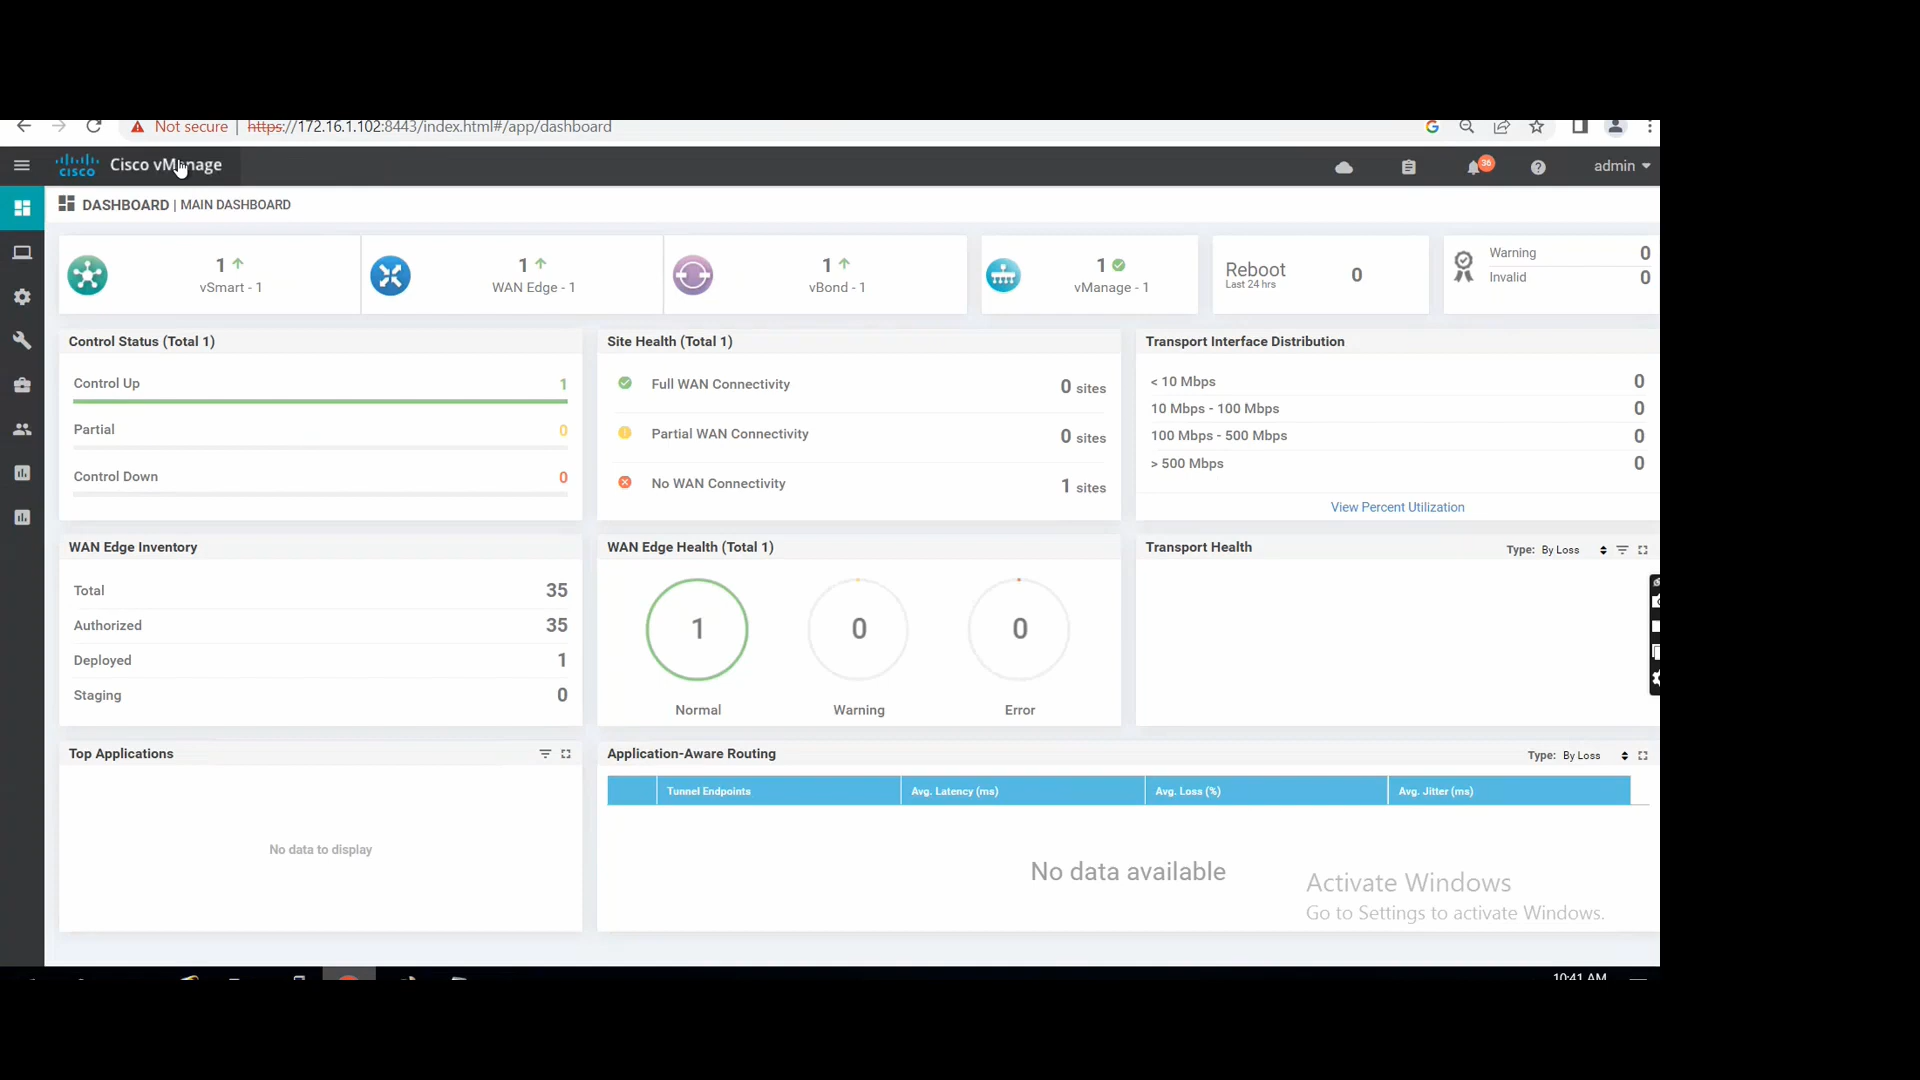 Not secure | https://172.16.1.102:8443/index.html#/app/dashboard
cisco Cisco vManage
36
admin
DASHBOARD | MAIN DASHBOARD
1
vSmart - 1
1
WAN Edge - 1
1
vBond - 1
1
vManage - 1
Reboot
Last 24 hrs
0
Warning 0
Invalid 0
Control Status (Total 1)
Control Up 1
Partial 0
Control Down 0
Site Health (Total 1)
Full WAN Connectivity 0 sites
Partial WAN Connectivity 0 sites
No WAN Connectivity 1 sites
Transport Interface Distribution
< 10 Mbps 0
10 Mbps - 100 Mbps 0
100 Mbps - 500 Mbps 0
> 500 Mbps 0
View Percent Utilization
WAN Edge Inventory
Total 35
Authorized 35
Deployed 1
Staging 0
WAN Edge Health (Total 1)
1 0 0
Normal Warning Error
Transport Health
Type: By Loss
Top Applications
No data to display
Application-Aware Routing
Type: By Loss
Tunnel Endpoints Avg. Latency (ms) Avg. Loss (%) Avg. Jitter (ms)
No data available
Activate Windows
Go to Settings to activate Windows.
10:41 AM